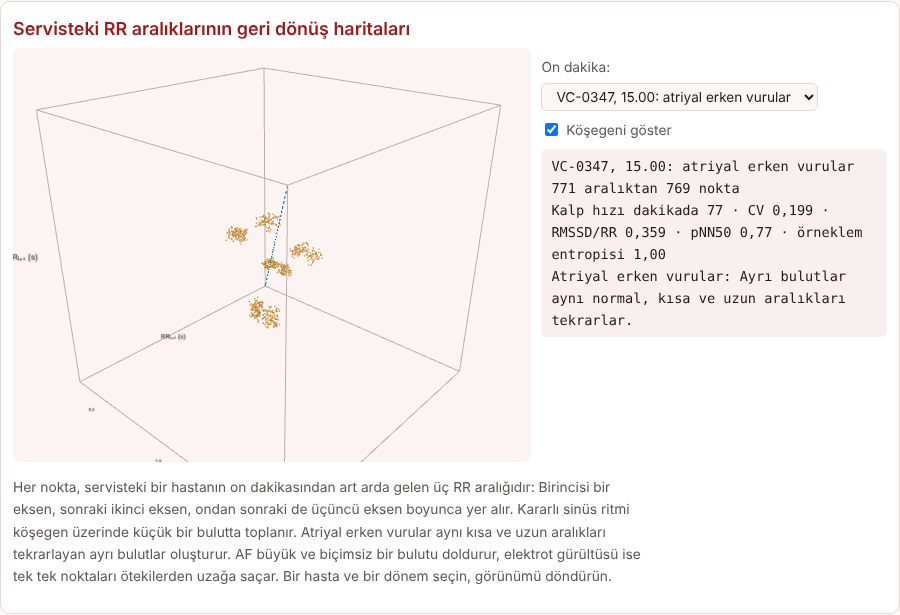 Servisteki RR aralıklarının geri dönüş haritaları
On dakika:
VC-0347, 15.00: atriyal erken vurular
Köşegeni göster
VC-0347, 15.00: atriyal erken vurular
771 aralıktan 769 nokta
Kalp hızı dakikada 77 · CV 0,199 ·
RMSSD/RR 0,359 · pNN50 0,77 · örneklem
entropisi 1,00
Atriyal erken vurular: Ayrı bulutlar
aynı normal, kısa ve uzun aralıkları
tekrarlar.
Her nokta, servisteki bir hastanın on dakikasından art arda gelen üç RR aralığıdır: Birincisi bir
eksen, sonraki ikinci eksen, ondan sonraki de üçüncü eksen boyunca yer alır. Kararlı sinüs ritmi
köşegen üzerinde küçük bir bulutta toplanır. Atriyal erken vurular aynı kısa ve uzun aralıkları
tekrarlayan ayrı bulutlar oluşturur. AF büyük ve biçimsiz bir bulutu doldurur, elektrot gürültüsü ise
tek tek noktaları ötekilerden uzağa saçar. Bir hasta ve bir dönem seçin, görünümü döndürün.